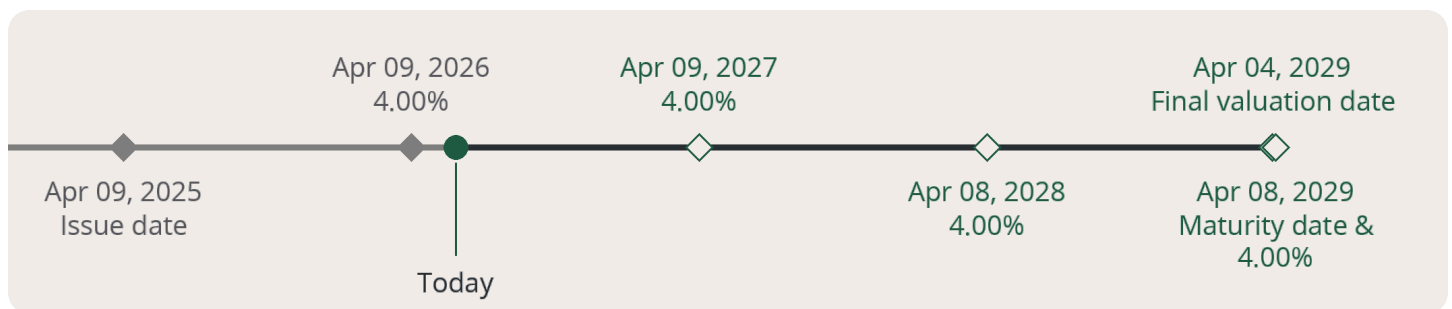 Apr 09, 2026
4.00%
Apr 09, 2027
4.00%
Apr 04, 2029
Final valuation date
Apr 09, 2025
Issue date
Apr 08, 2028
4.00%
Apr 08, 2029
Maturity date &
4.00%
Today